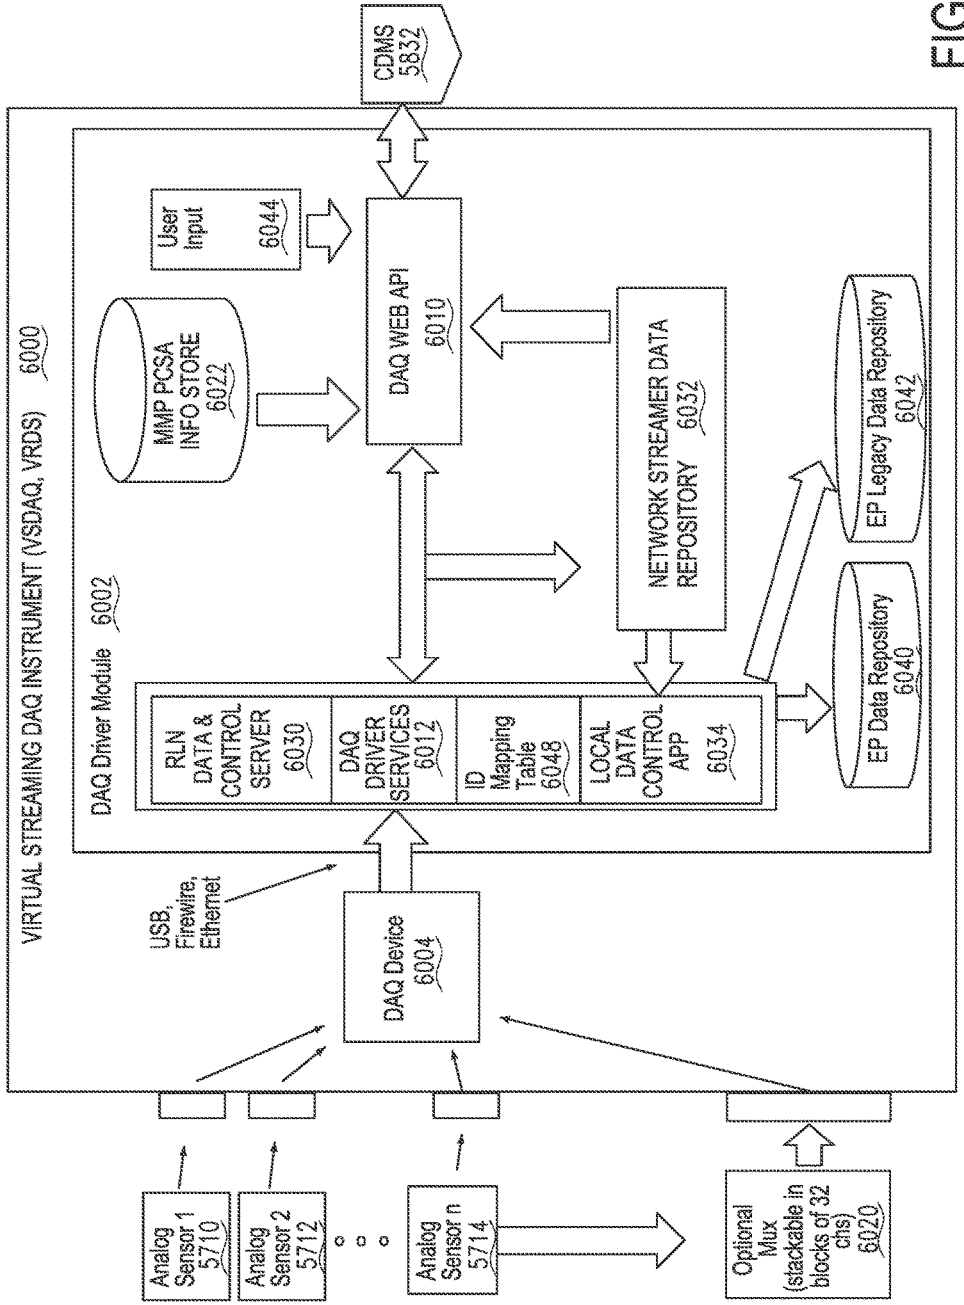 VIRTUAL STREAMING DAQ INSTRUMENT (VSDAQ, VRDS) 6000
DAQ Driver Module 6002
Analog
Sensor 1
5710
Analog
Sensor 2
5712
Analog
Sensor n
5714
Optional
Mux
(stackable in
blocks of 32
chs)
6020
USB,
Firewire,
Ethernet
DAQ Device
6004
RLN
DATA &
CONTROL
SERVER
6030
DAQ
DRIVER
SERVICES
6012
ID
Mapping
Table
6048
LOCAL
DATA
CONTROL
APP
6034
MMP PCSA
INFO STORE
6022
User
Input
6044
DAQ WEB API
6010
CDMS
5832
NETWORK STREAMER DATA
REPOSITORY 6032
EP Data Repository
6040
EP Legacy Data Repository
6042
FIG